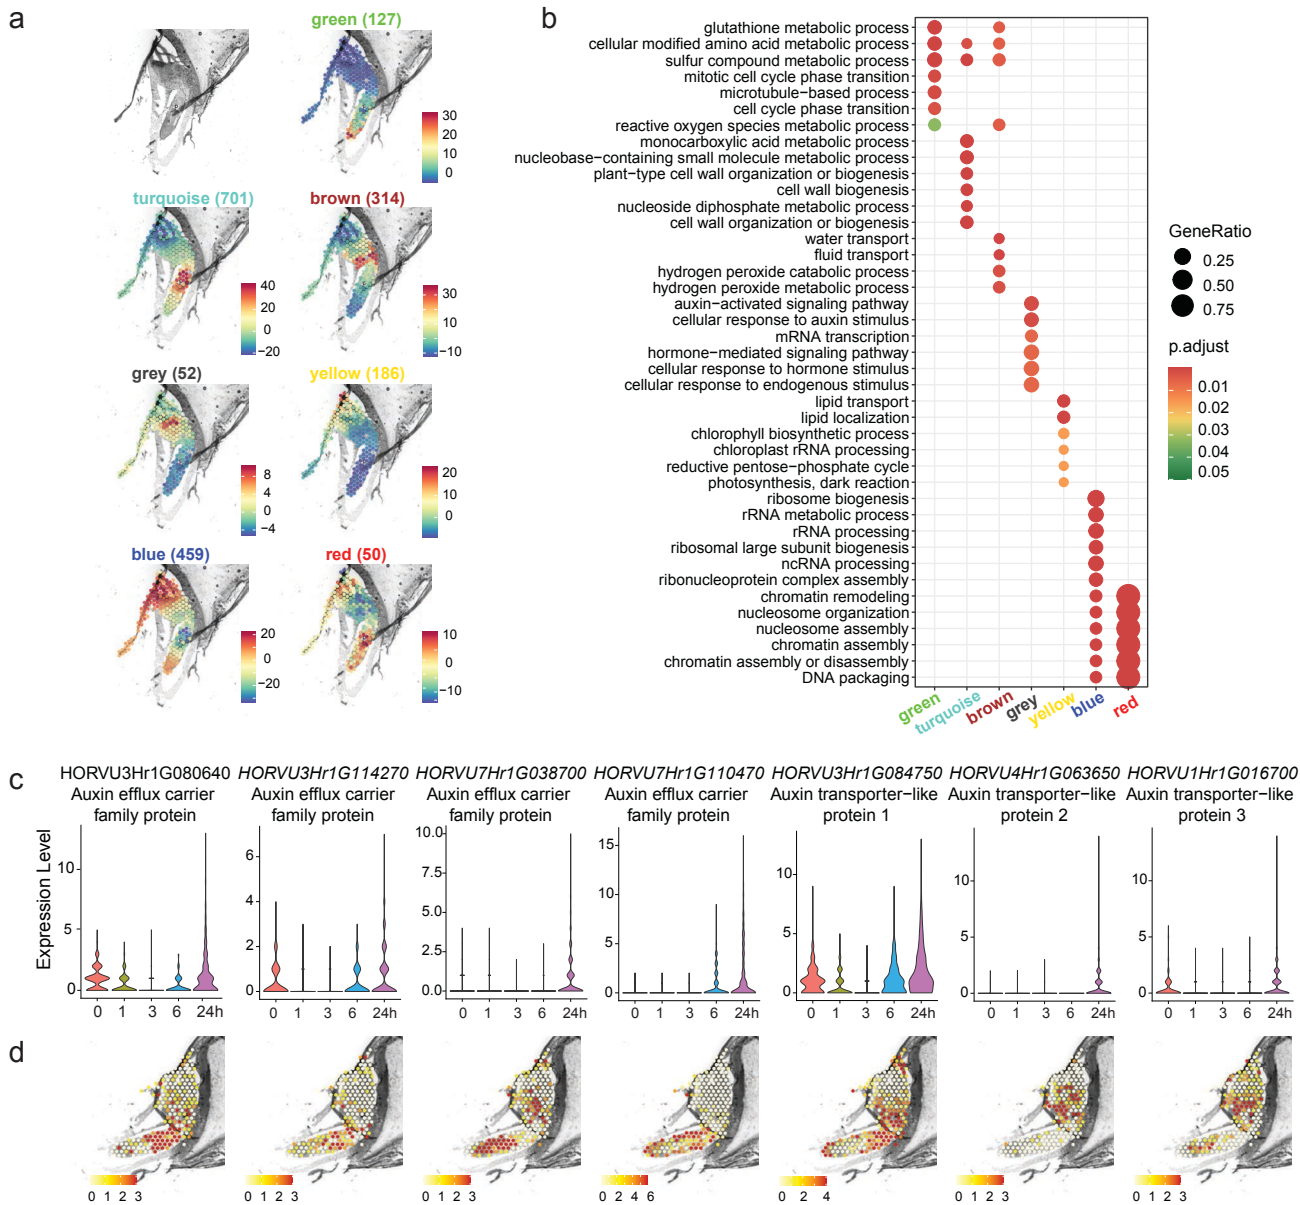 a
green (127)
30
20
10
0
turquoise (701)
brown (314)
40
20
0
−20
30
20
10
0
−10
grey (52)
yellow (186)
8
4
0
−4
20
10
0
blue (459)
red (50)
20
0
−20
10
0
−10
b
glutathione metabolic process
cellular modified amino acid metabolic process
sulfur compound metabolic process
mitotic cell cycle phase transition
microtubule−based process
cell cycle phase transition
reactive oxygen species metabolic process
monocarboxylic acid metabolic process
nucleobase−containing small molecule metabolic process
plant−type cell wall organization or biogenesis
cell wall biogenesis
nucleoside diphosphate metabolic process
cell wall organization or biogenesis
water transport
fluid transport
hydrogen peroxide catabolic process
hydrogen peroxide metabolic process
auxin−activated signaling pathway
cellular response to auxin stimulus
mRNA transcription
hormone−mediated signaling pathway
cellular response to hormone stimulus
cellular response to endogenous stimulus
lipid transport
lipid localization
chlorophyll biosynthetic process
chloroplast rRNA processing
reductive pentose−phosphate cycle
photosynthesis, dark reaction
ribosome biogenesis
rRNA metabolic process
rRNA processing
ribosomal large subunit biogenesis
ncRNA processing
ribonucleoprotein complex assembly
chromatin remodeling
nucleosome organization
nucleosome assembly
chromatin assembly
chromatin assembly or disassembly
DNA packaging
green
turquoise
brown
grey
yellow
blue
red
GeneRatio
0.25
0.50
0.75
p.adjust
0.01
0.02
0.03
0.04
0.05
c
HORVU3Hr1G080640
Auxin efflux carrier
family protein
HORVU3Hr1G114270
Auxin efflux carrier
family protein
HORVU7Hr1G038700
Auxin efflux carrier
family protein
HORVU7Hr1G110470
Auxin efflux carrier
family protein
HORVU3Hr1G084750
Auxin transporter−like
protein 1
HORVU4Hr1G063650
Auxin transporter−like
protein 2
HORVU1Hr1G016700
Auxin transporter−like
protein 3
Expression Level
10
5
0
0 1 3 6 24h
6
4
2
0
0 1 3 6 24h
10.0
7.5
5.0
2.5
0.0
0 1 3 6 24h
15
10
5
0
0 1 3 6 24h
10
5
0
0 1 3 6 24h
10
5
0
0 1 3 6 24h
10
5
0
0 1 3 6 24h
d
0 1 2 3
0 1 2 3
0 1 2 3
0 2 4 6
0 2 4
0 1 2 3
0 1 2 3